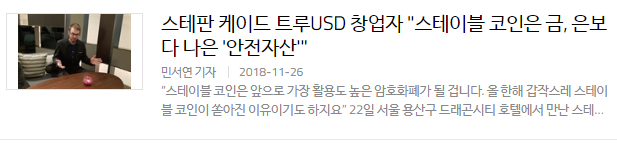 스테판 케이드 트루USD 창업자 "스테이블 코인은 금, 은보
다 나은 '안전자산'"
민서연 기자 | 2018-11-26
"스테이블 코인은 앞으로 가장 활용도 높은 암호화폐가 될 겁니다. 올 한해 갑작스레 스테이
블 코인이 쏟아진 이유이기도 하지요" 22일 서울 용산구 드래곤시티 호텔에서 만난 스테...